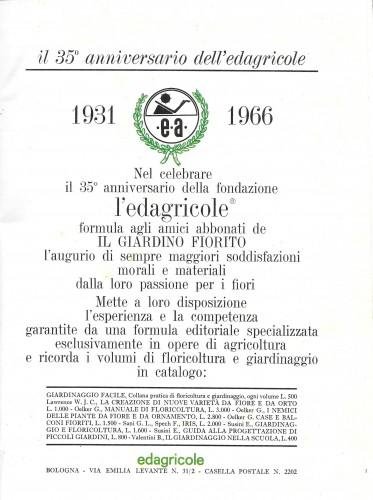 il 35º anniversario dell'edagricole
1931 1966
·e·a·
Nel celebrare
il 35º anniversario della fondazione
l'edagricole®
formula agli amici abbonati de
IL GIARDINO FIORITO
l'augurio di sempre maggiori soddisfazioni
morali e materiali
dalla loro passione per i fiori
Mette a loro disposizione
l'esperienza e la competenza
garantite da una formula editoriale specializzata
esclusivamente in opere di agricoltura
e ricorda i volumi di floricoltura e giardinaggio
in catalogo:
GIARDINAGGIO FACILE, Collana pratica di floricoltura e giardinaggio, ogni volume L. 500
Lawrence W. J. C., LA CREAZIONE DI NUOVE VARIETÀ DA FIORE E DA ORTO
L. 1.000 - Oelker G., MANUALE DI FLORICOLTURA, L. 3.000 - Oelker G., I NEMICI
DELLE PIANTE DA FIORE E DA ORNAMENTO, L. 2.800 - Oelker G. CASE E BAL-
CONI FIORITI, L. 1.500 - Sani G. L., Spech F., IRIS, L. 2.000 - Susini E., GIARDINAG-
GIO E FLORICOLTURA, L. 1.600 - Susini E., GUIDA ALLA PROGETTAZIONE DI
PICCOLI GIARDINI, L. 800 - Valentini B., IL GIARDINAGGIO NELLA SCUOLA, L. 400
edagricole
BOLOGNA - VIA EMILIA LEVANTE N. 31/2 - CASELLA POSTALE N. 2202